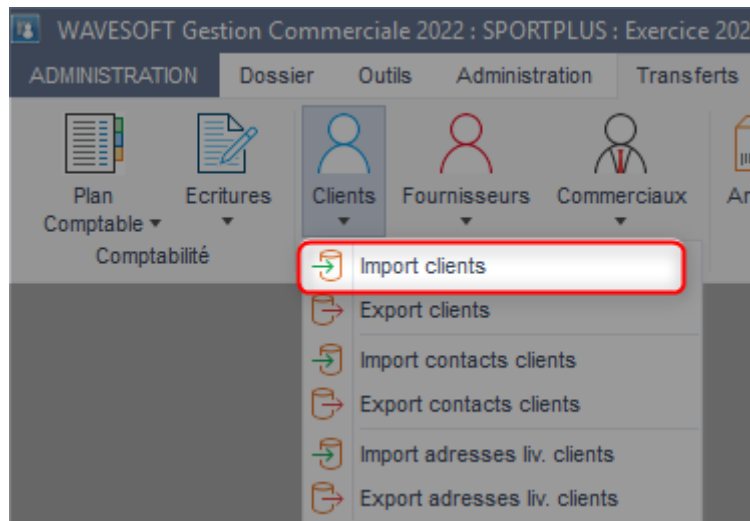 WAVESOFT Gestion Commerciale 2022 : SPORTPLUS : Exercice 202
ADMINISTRATION Dossier Outils Administration Transferts
Plan Comptable Ecritures Clients Fournisseurs Commerciaux Ar
Comptabilité
Import clients
Export clients
Import contacts clients
Export contacts clients
Import adresses liv. clients
Export adresses liv. clients